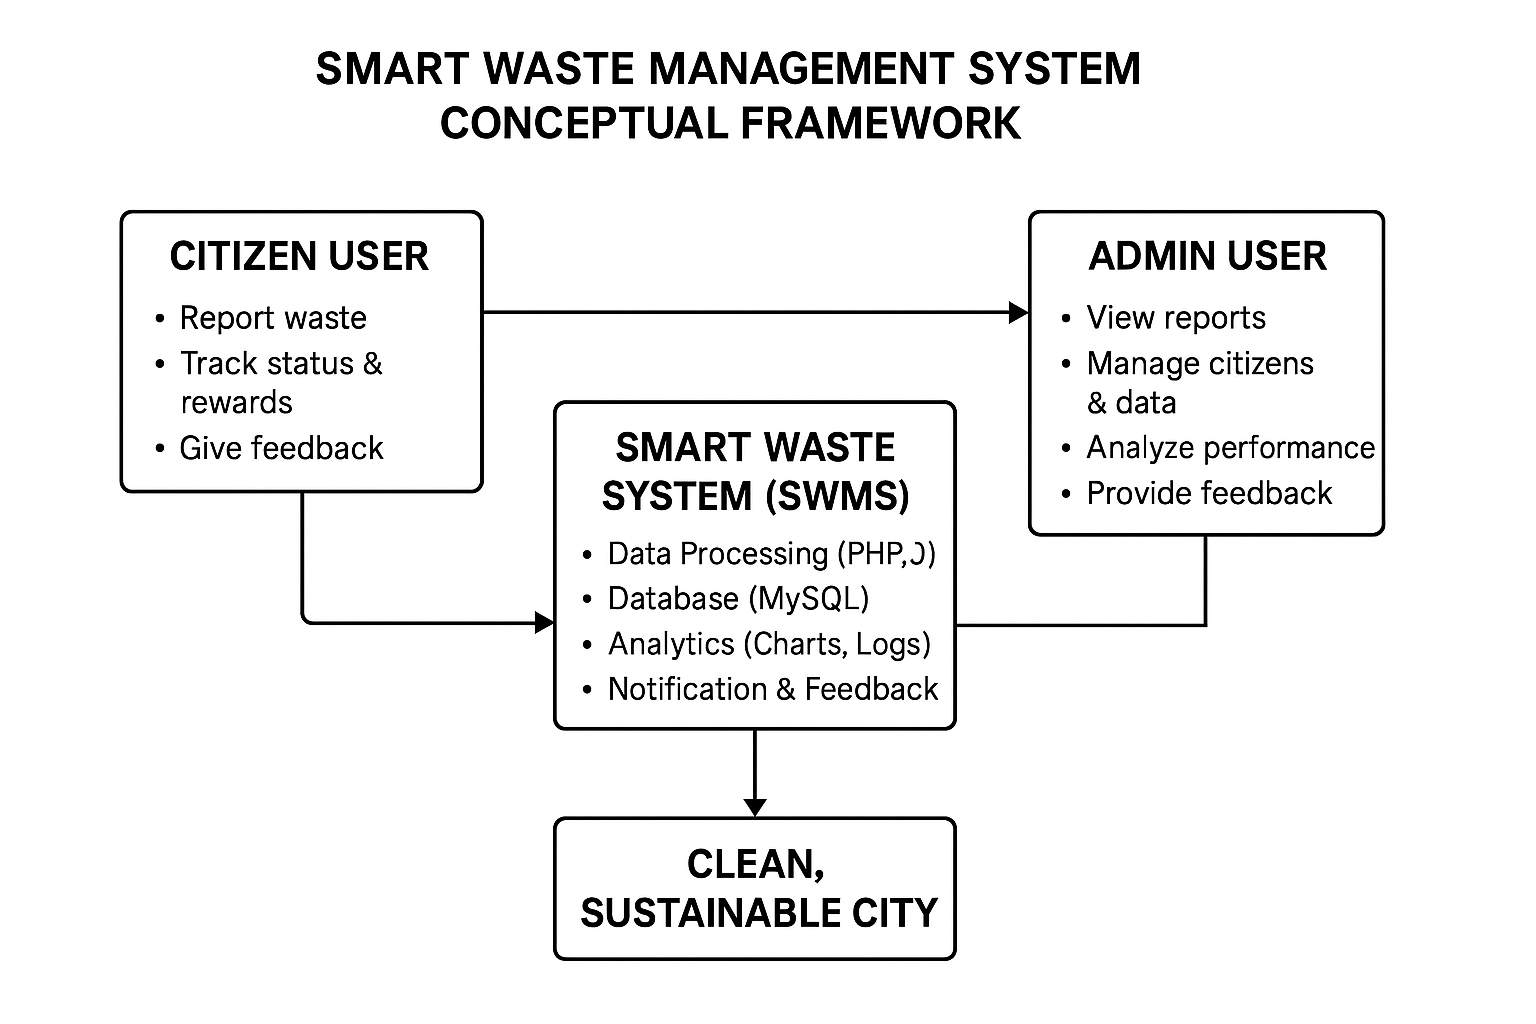 SMART WASTE MANAGEMENT SYSTEM
CONCEPTUAL FRAMEWORK
CITIZEN USER
• Report waste
• Track status &
rewards
• Give feedback
ADMIN USER
• View reports
• Manage citizens
& data
• Analyze performance
• Provide feedback
SMART WASTE
SYSTEM (SWMS)
• Data Processing (PHP,J)
• Database (MySQL)
• Analytics (Charts, Logs)
• Notification & Feedback
CLEAN,
SUSTAINABLE CITY